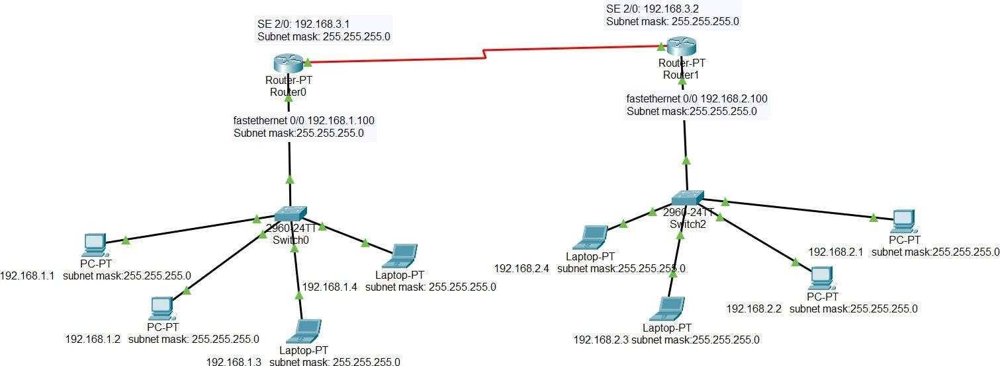 SE 2/0: 192.168.3.1
Subnet mask: 255.255.255.0
SE 2/0: 192.168.3.2
Subnet mask: 255.255.255.0
Router-PT
Router0
Router-PT
Router1
fastethernet 0/0 192.168.1.100
Subnet mask:255.255.255.0
fastethernet 0/0 192.168.2.100
Subnet mask:255.255.255.0
2960-24TT
Switch0
2960-24TT
Switch2
PC-PT
192.168.1.1 subnet mask:255.255.255.0
PC-PT
192.168.1.2 subnet mask: 255.255.255.0
Laptop-PT
192.168.1.3 subnet mask: 255.255.255.0
Laptop-PT
192.168.1.4 subnet mask: 255.255.255.0
Laptop-PT
192.168.2.4 subnet mask:255.255.255.0
Laptop-PT
192.168.2.3 subnet mask:255.255.255.0
PC-PT
192.168.2.2 subnet mask:255.255.255.0
PC-PT
192.168.2.1 subnet mask:255.255.255.0